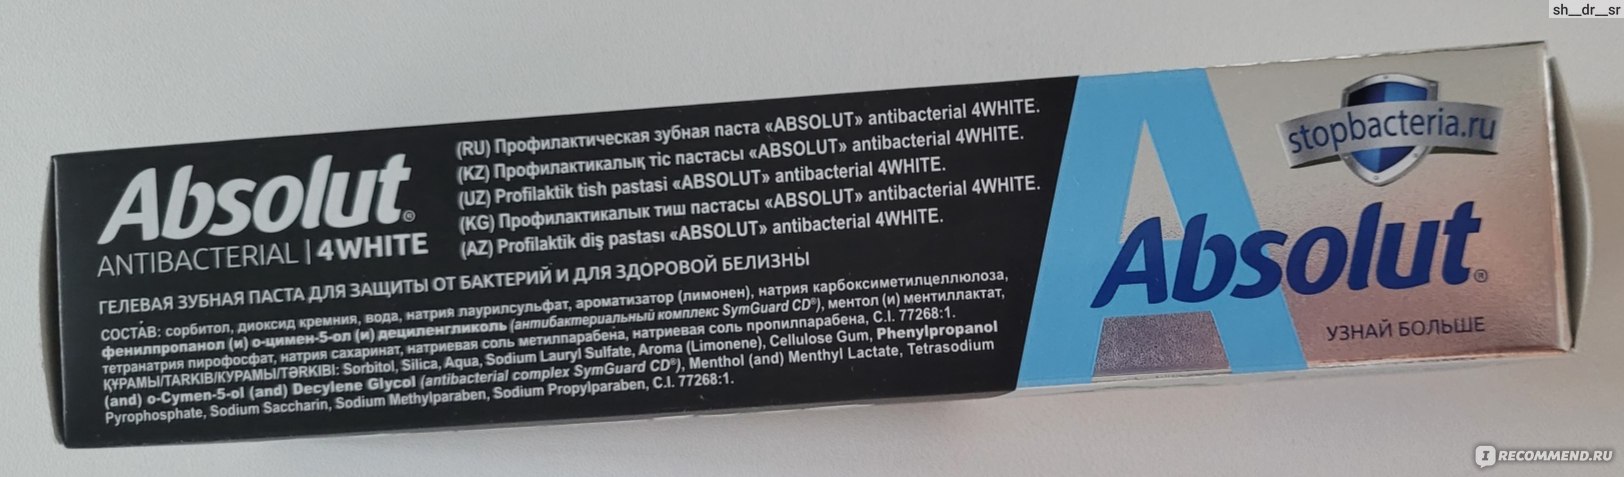 sh__dr__sr
Absolut®
ANTIBACTERIAL | 4WHITE
(RU) Профилактическая зубная паста «ABSOLUT» antibacterial 4WHITE.
(KZ) Профилактикалық тіс пастасы «ABSOLUT» antibacterial 4WHITE.
(UZ) Profilaktik tish pastasi «ABSOLUT» antibacterial 4WHITE.
(KG) Профилактикалык тиш пастасы «ABSOLUT» antibacterial 4WHITE.
(AZ) Profilaktik diş pastası «ABSOLUT» antibacterial 4WHITE.
ГЕЛЕВАЯ ЗУБНАЯ ПАСТА ДЛЯ ЗАЩИТЫ ОТ БАКТЕРИЙ И ДЛЯ ЗДОРОВОЙ БЕЛИЗНЫ
СОСТАВ: сорбитол, диоксид кремния, вода, натрия лаурилсульфат, ароматизатор (лимонен), натрия карбоксиметилцеллюлоза,
фенилпропанол (и) о-цимен-5-ол (и) дециленгликоль (антибактериальный комплекс SymGuard CD®), ментол (и) ментиллактат,
тетранатрия пирофосфат, натрия сахаринат, натриевая соль метилпарабена, натриевая соль пропилпарабена, C.I. 77268:1.
ҚҰРАМЫ/TARKIB/КУРАМЫ/TƏRKIBI: Sorbitol, Silica, Aqua, Sodium Lauryl Sulfate, Aroma (Limonene), Cellulose Gum, Phenylpropanol
(and) o-Cymen-5-ol (and) Decylene Glycol (antibacterial complex SymGuard CD®), Menthol (and) Menthyl Lactate, Tetrasodium
Pyrophosphate, Sodium Saccharin, Sodium Methylparaben, Sodium Propylparaben, C.I. 77268:1.
stopbacteria.ru
A
Absolut®
УЗНАЙ БОЛЬШЕ
I RECOMMEND.RU